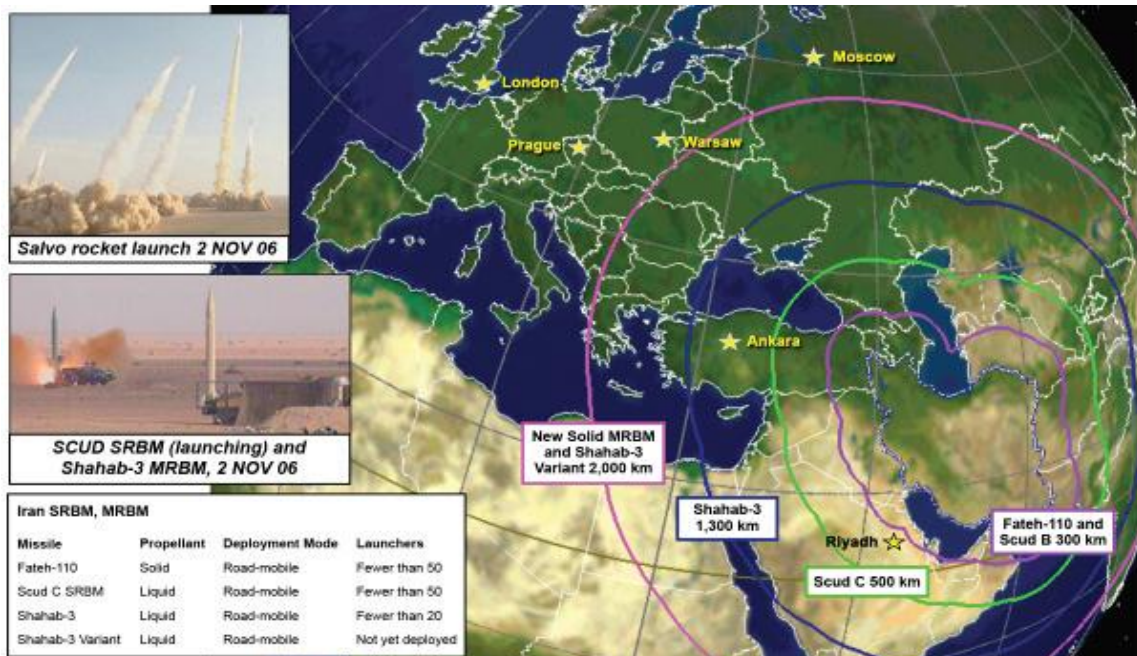 Salvo rocket launch 2 NOV 06
SCUD SRBM (launching) and
Shahab-3 MRBM, 2 NOV 06
Iran SRBM, MRBM
Missile Propellant Deployment Mode Launchers
Fateh-110 Solid Road-mobile Fewer than 50
Scud C SRBM Liquid Road-mobile Fewer than 50
Shahab-3 Liquid Road-mobile Fewer than 20
Shahab-3 Variant Liquid Road-mobile Not yet deployed
Moscow
London
Prague
Warsaw
Ankara
New Solid MRBM
and Shahab-3
Variant 2,000 km
Shahab-3
1,300 km
Riyadh
Fateh-110 and
Scud B 300 km
Scud C 500 km